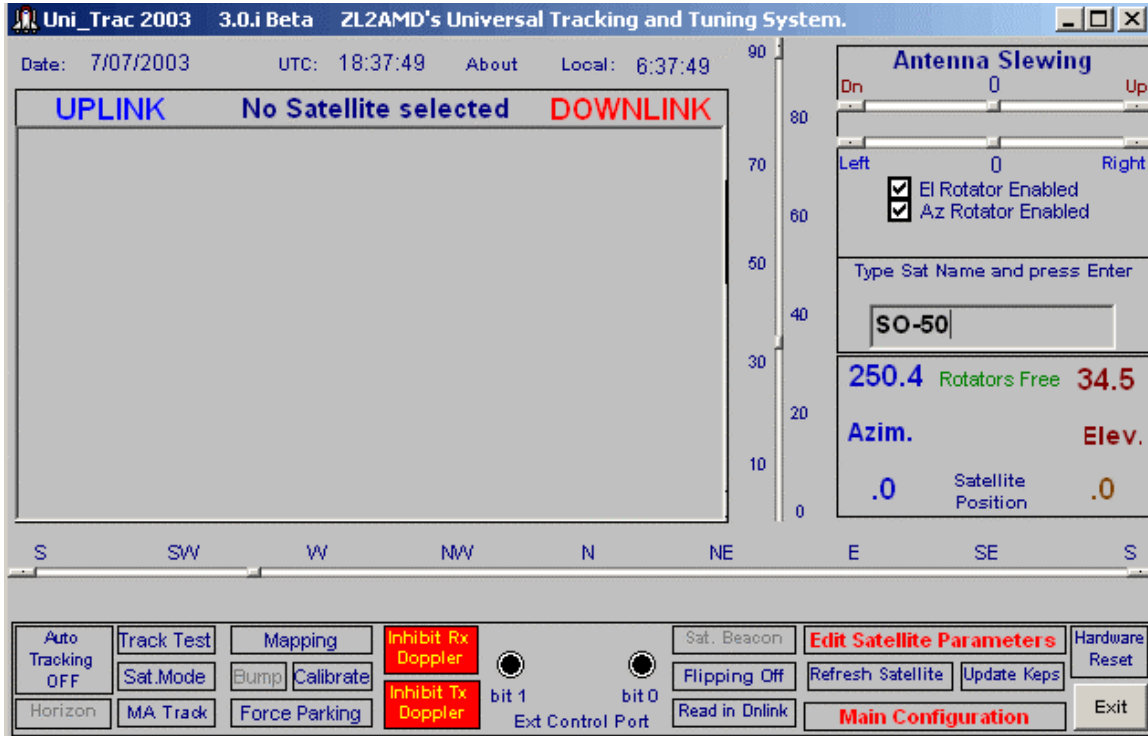 Uni_Trac 2003 3.0.i Beta ZL2AMD's Universal Tracking and Tuning System.
Date: 7/07/2003 UTC: 18:37:49 About Local: 6:37:49
UPLINK No Satellite selected DOWNLINK
90
80
70
60
50
40
30
20
10
0
Antenna Slewing
Dn 0 Up
Left 0 Right
El Rotator Enabled
Az Rotator Enabled
Type Sat Name and press Enter
SO-50
250.4 Rotators Free 34.5
Azim. Elev.
.0 Satellite Position .0
S SW W NW N NE E SE S
Auto Tracking OFF
Horizon
Track Test
Sat.Mode
MA Track
Mapping
Bump Calibrate
Force Parking
Inhibit Rx Doppler
Inhibit Tx Doppler
bit 1 bit 0
Ext Control Port
Sat. Beacon
Flipping Off
Read in Dnlink
Edit Satellite Parameters
Refresh Satellite Update Keps
Main Configuration
Hardware Reset
Exit